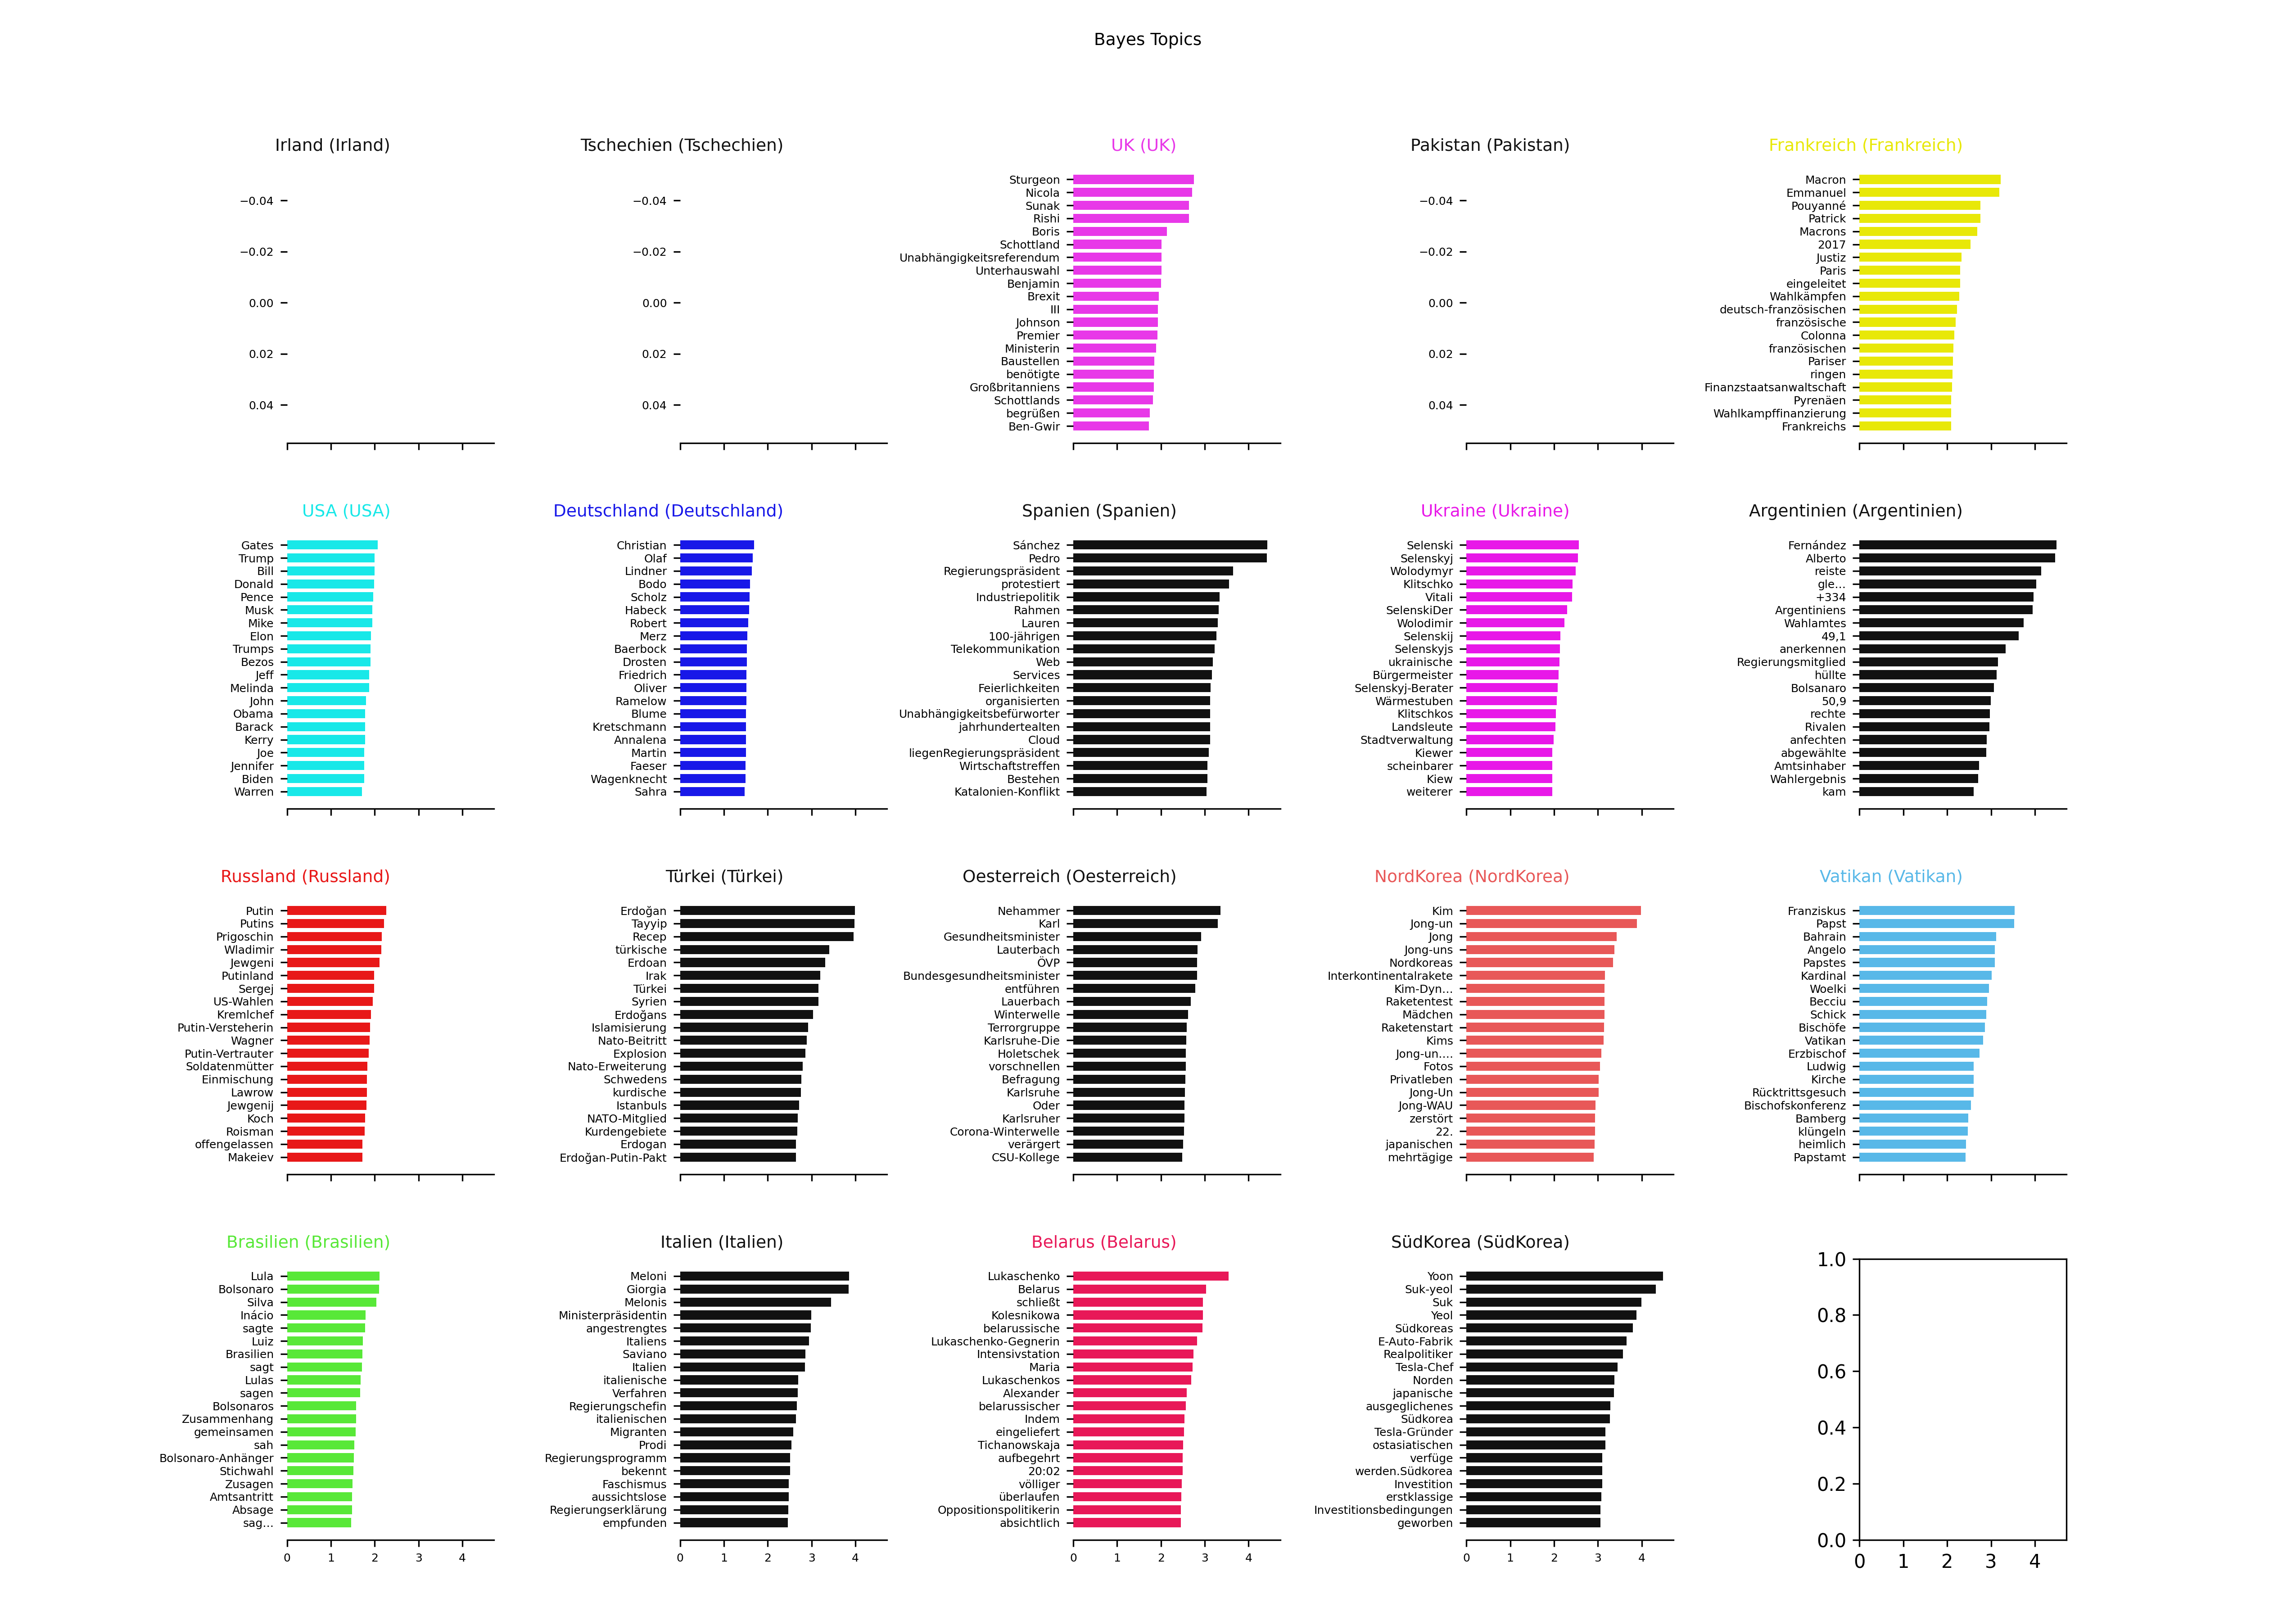 Bayes Topics
Irland (Irland)
−0.04
−0.02
0.00
0.02
0.04
Tschechien (Tschechien)
−0.04
−0.02
0.00
0.02
0.04
UK (UK)
Sturgeon
Nicola
Sunak
Rishi
Boris
Schottland
Unabhängigkeitsreferendum
Unterhauswahl
Benjamin
Brexit
III
Johnson
Premier
Ministerin
Baustellen
benötigte
Großbritanniens
Schottlands
begrüßen
Ben-Gwir
Pakistan (Pakistan)
−0.04
−0.02
0.00
0.02
0.04
Frankreich (Frankreich)
Macron
Emmanuel
Pouyanné
Patrick
Macrons
2017
Justiz
Paris
eingeleitet
Wahlkämpfen
deutsch-französischen
französische
Colonna
französischen
Pariser
ringen
Finanzstaatsanwaltschaft
Pyrenäen
Wahlkampffinanzierung
Frankreichs
USA (USA)
Gates
Trump
Bill
Donald
Pence
Musk
Mike
Elon
Trumps
Bezos
Jeff
Melinda
John
Obama
Barack
Kerry
Joe
Jennifer
Biden
Warren
Deutschland (Deutschland)
Christian
Olaf
Lindner
Bodo
Scholz
Habeck
Robert
Merz
Baerbock
Drosten
Friedrich
Oliver
Ramelow
Blume
Kretschmann
Annalena
Martin
Faeser
Wagenknecht
Sahra
Spanien (Spanien)
Sánchez
Pedro
Regierungspräsident
protestiert
Industriepolitik
Rahmen
Lauren
100-jährigen
Telekommunikation
Web
Services
Feierlichkeiten
organisierten
Unabhängigkeitsbefürworter
jahrhundertealten
Cloud
liegenRegierungspräsident
Wirtschaftstreffen
Bestehen
Katalonien-Konflikt
Ukraine (Ukraine)
Selenski
Selenskyj
Wolodymyr
Klitschko
Vitali
SelenskiDer
Wolodimir
Selenskij
Selenskyjs
ukrainische
Bürgermeister
Selenskyj-Berater
Wärmestuben
Klitschkos
Landsleute
Stadtverwaltung
Kiewer
scheinbarer
Kiew
weiterer
Argentinien (Argentinien)
Fernández
Alberto
reiste
gle...
+334
Argentiniens
Wahlamtes
49,1
anerkennen
Regierungsmitglied
hüllte
Bolsanaro
50,9
rechte
Rivalen
anfechten
abgewählte
Amtsinhaber
Wahlergebnis
kam
Russland (Russland)
Putin
Putins
Prigoschin
Wladimir
Jewgeni
Putinland
Sergej
US-Wahlen
Kremlchef
Putin-Versteherin
Wagner
Putin-Vertrauter
Soldatenmütter
Einmischung
Lawrow
Jewgenij
Koch
Roisman
offengelassen
Makeiev
Türkei (Türkei)
Erdoğan
Tayyip
Recep
türkische
Erdoan
Irak
Türkei
Syrien
Erdoğans
Islamisierung
Nato-Beitritt
Explosion
Nato-Erweiterung
Schwedens
kurdische
Istanbuls
NATO-Mitglied
Kurdengebiete
Erdogan
Erdoğan-Putin-Pakt
Oesterreich (Oesterreich)
Nehammer
Karl
Gesundheitsminister
Lauterbach
ÖVP
Bundesgesundheitsminister
entführen
Lauerbach
Winterwelle
Terrorgruppe
Karlsruhe-Die
Holetschek
vorschnellen
Befragung
Karlsruhe
Oder
Karlsruher
Corona-Winterwelle
verärgert
CSU-Kollege
NordKorea (NordKorea)
Kim
Jong-un
Jong
Jong-uns
Nordkoreas
Interkontinentalrakete
Kim-Dyn...
Raketentest
Mädchen
Raketenstart
Kims
Jong-un....
Fotos
Privatleben
Jong-Un
Jong-WAU
zerstört
22.
japanischen
mehrtägige
Vatikan (Vatikan)
Franziskus
Papst
Bahrain
Angelo
Papstes
Kardinal
Woelki
Becciu
Schick
Bischöfe
Vatikan
Erzbischof
Ludwig
Kirche
Rücktrittsgesuch
Bischofskonferenz
Bamberg
klüngeln
heimlich
Papstamt
Brasilien (Brasilien)
Lula
Bolsonaro
Silva
Inácio
sagte
Luiz
Brasilien
sagt
Lulas
sagen
Bolsonaros
Zusammenhang
gemeinsamen
sah
Bolsonaro-Anhänger
Stichwahl
Zusagen
Amtsantritt
Absage
sag...
0 1 2 3 4
Italien (Italien)
Meloni
Giorgia
Melonis
Ministerpräsidentin
angestrengtes
Italiens
Saviano
Italien
italienische
Verfahren
Regierungschefin
italienischen
Migranten
Prodi
Regierungsprogramm
bekennt
Faschismus
aussichtslose
Regierungserklärung
empfunden
0 1 2 3 4
Belarus (Belarus)
Lukaschenko
Belarus
schließt
Kolesnikowa
belarussische
Lukaschenko-Gegnerin
Intensivstation
Maria
Lukaschenkos
Alexander
belarussischer
Indem
eingeliefert
Tichanowskaja
aufbegehrt
20:02
völliger
überlaufen
Oppositionspolitikerin
absichtlich
0 1 2 3 4
SüdKorea (SüdKorea)
Yoon
Suk-yeol
Suk
Yeol
Südkoreas
E-Auto-Fabrik
Realpolitiker
Tesla-Chef
Norden
japanische
ausgeglichenes
Südkorea
Tesla-Gründer
ostasiatischen
verfüge
werden.Südkorea
Investition
erstklassige
Investitionsbedingungen
geworben
0 1 2 3 4
1.0
0.8
0.6
0.4
0.2
0.0
0 1 2 3 4